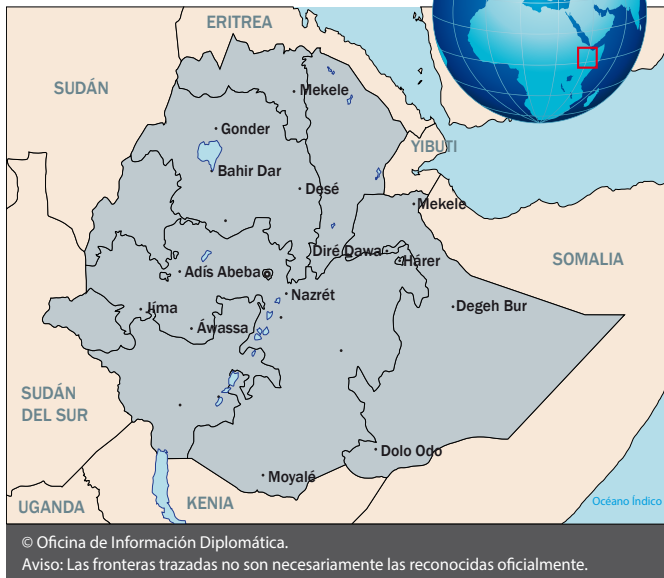 ERITREA
SUDÁN
Mekele
Gonder
YIBUTI
Bahir Dar
Desé
Mekele
Diré Dawa
Hárer
SOMALIA
Adís Abeba
Nazrét
Degeh Bur
Jíma
Áwassa
SUDÁN
DEL SUR
Dolo Odo
Moyalé
UGANDA
KENIA
Océano Índico
© Oficina de Información Diplomática.
Aviso: Las fronteras trazadas no son necesariamente las reconocidas oficialmente.